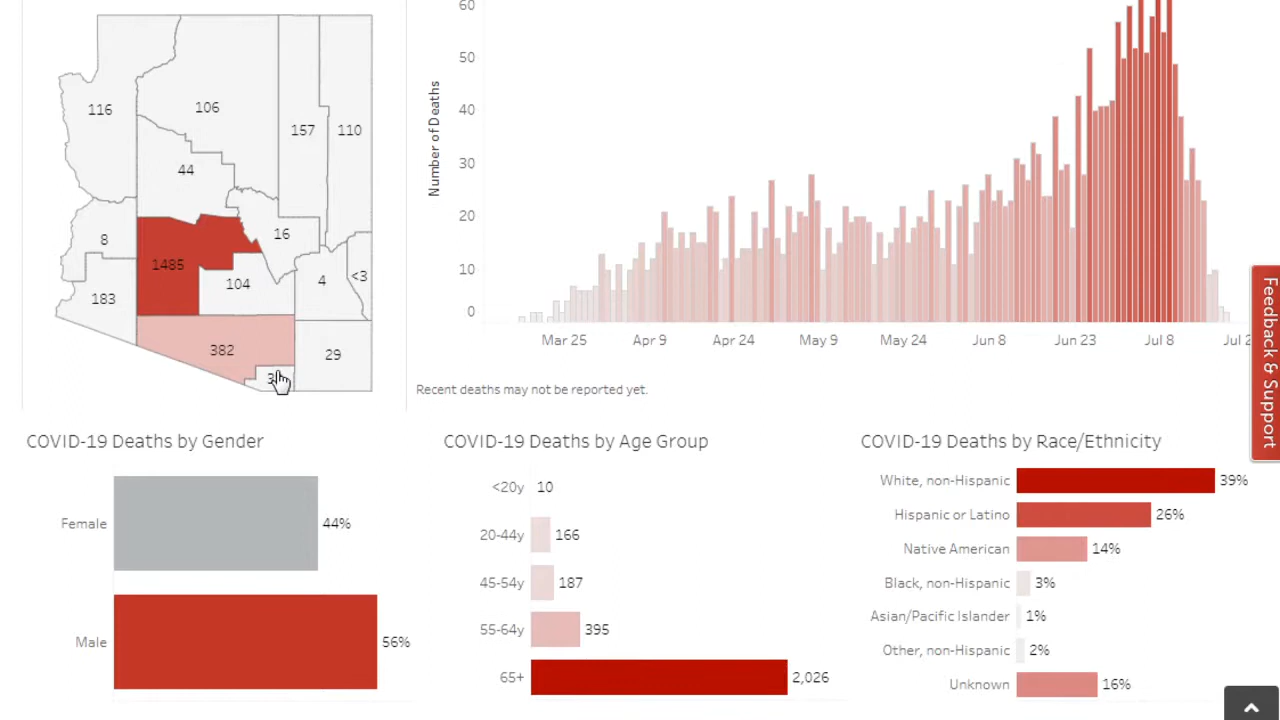 116
106
157
110
44
8
16
1485
104
4
<3
183
382
29
60
50
40
30
20
10
0
Number of Deaths
Mar 25
Apr 9
Apr 24
May 9
May 24
Jun 8
Jun 23
Jul 8
Recent deaths may not be reported yet.
Feedback & Support
COVID-19 Deaths by Gender
Female 44%
Male 56%
COVID-19 Deaths by Age Group
<20y 10
20-44y 166
45-54y 187
55-64y 395
65+ 2,026
COVID-19 Deaths by Race/Ethnicity
White, non-Hispanic 39%
Hispanic or Latino 26%
Native American 14%
Black, non-Hispanic 3%
Asian/Pacific Islander 1%
Other, non-Hispanic 2%
Unknown 16%